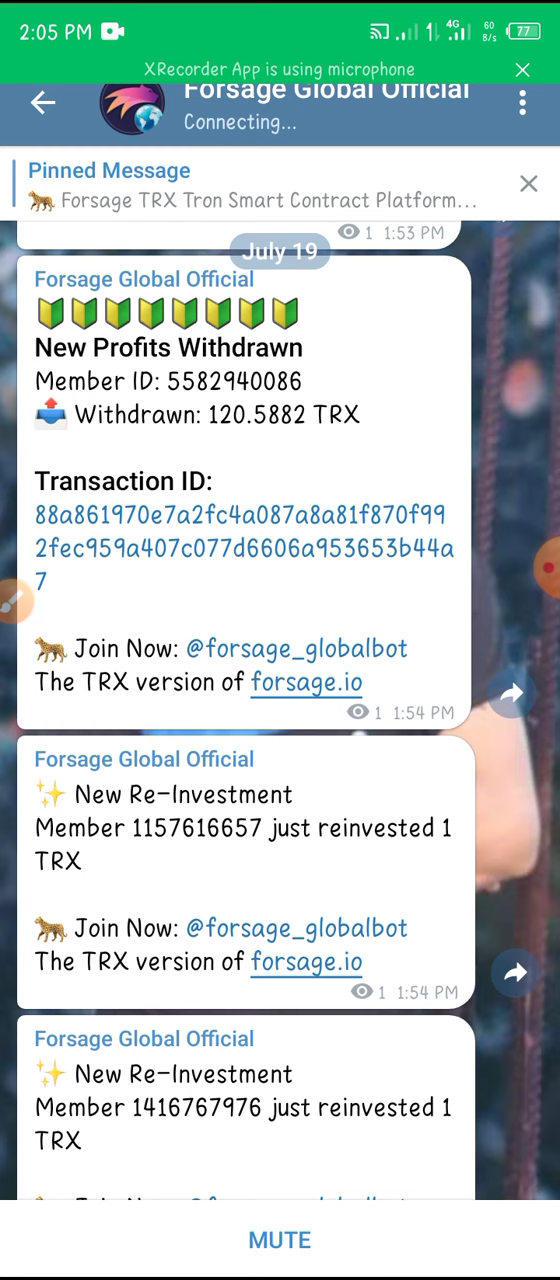 2:05 PM
4G
60 B/s
77
XRecorder App is using microphone
Forsage Global Official
Connecting...
Pinned Message
Forsage TRX Tron Smart Contract Platform...
1 1:53 PM
July 19
Forsage Global Official
New Profits Withdrawn
Member ID: 5582940086
Withdrawn: 120.5882 TRX
Transaction ID:
88a861970e7a2fc4a087a8a81f870f99
2fec959a407c077d6606a953653b44a
7
Join Now: @forsage_globalbot
The TRX version of forsage.io
1 1:54 PM
Forsage Global Official
New Re-Investment
Member 1157616657 just reinvested 1
TRX
Join Now: @forsage_globalbot
The TRX version of forsage.io
1 1:54 PM
Forsage Global Official
New Re-Investment
Member 1416767976 just reinvested 1
TRX
MUTE